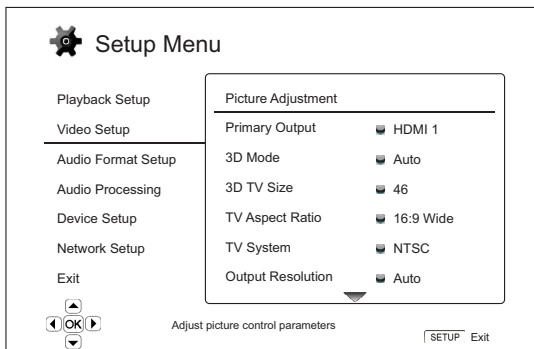 Setup Menu
Playback Setup
Video Setup
Audio Format Setup
Audio Processing
Device Setup
Network Setup
Exit
Picture Adjustment
Primary Output HDMI 1
3D Mode Auto
3D TV Size 46
TV Aspect Ratio 16:9 Wide
TV System NTSC
Output Resolution Auto
OK
Adjust picture control parameters
SETUP Exit